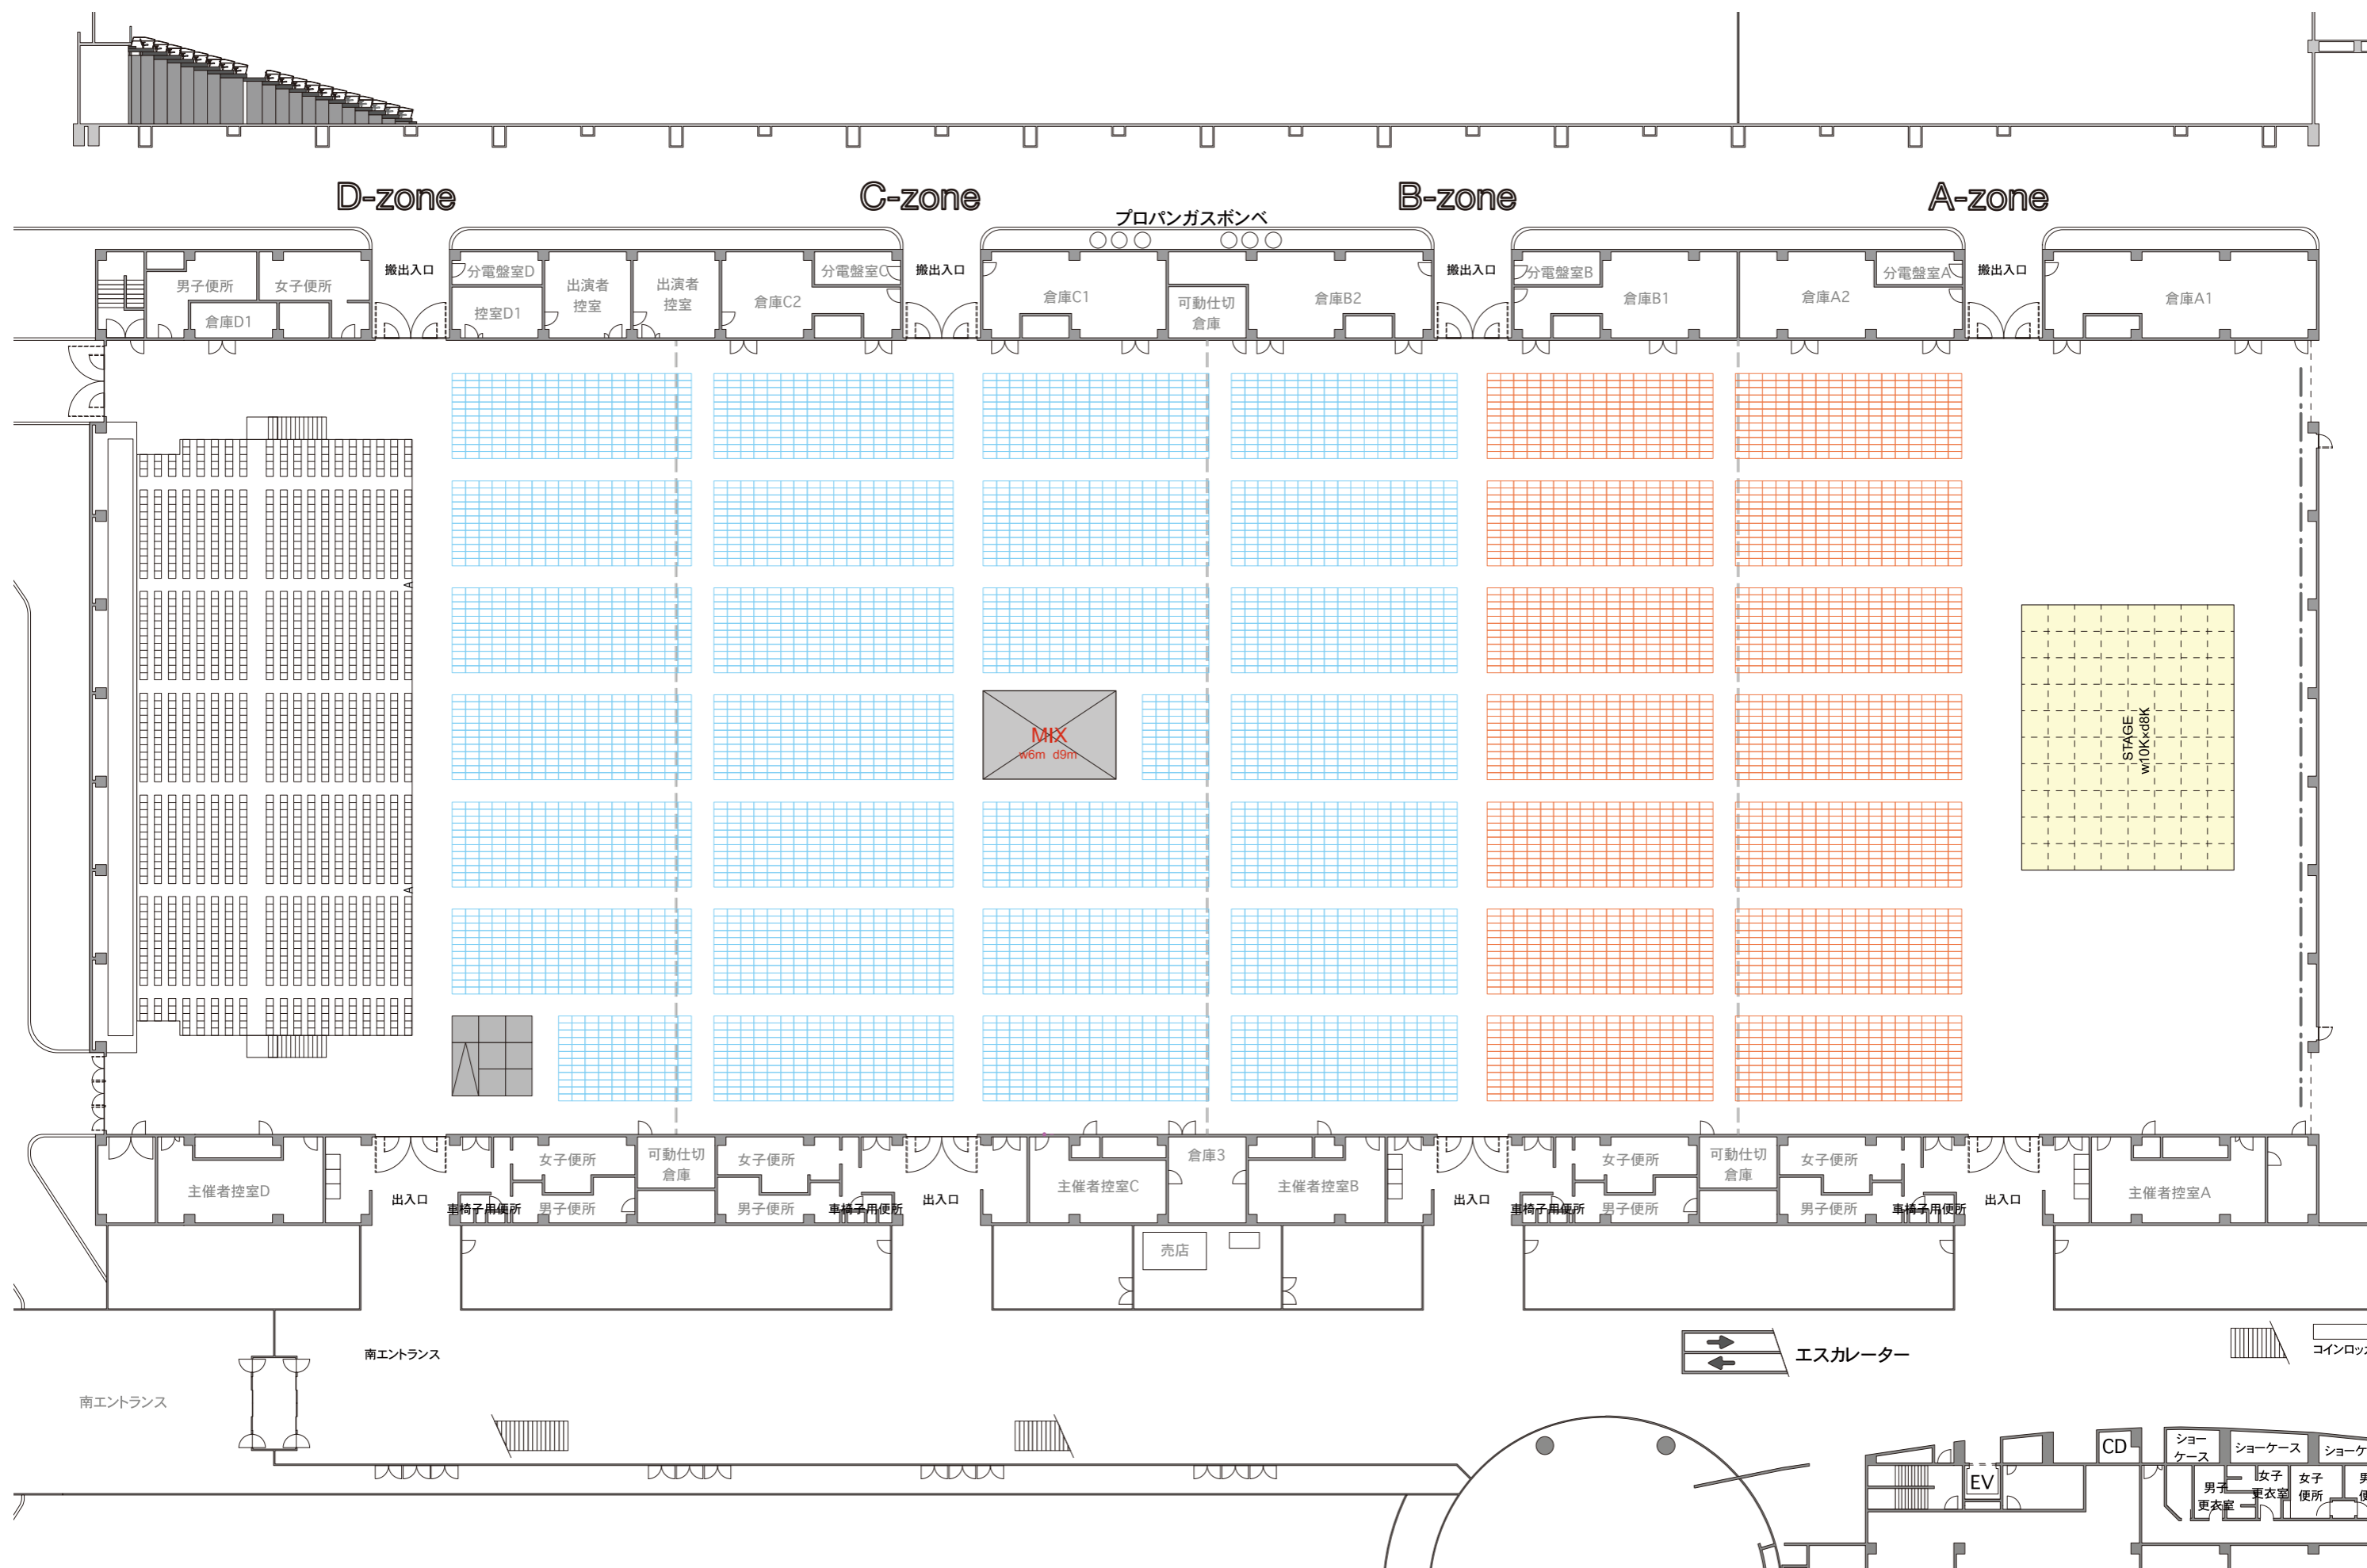 D-zone
C-zone
B-zone
A-zone
プロパンガスボンベ
男子便所
女子便所
倉庫D1
搬出入口
分電盤室D
控室D1
出演者
控室
出演者
控室
倉庫C2
分電盤室C
搬出入口
倉庫C1
可動仕切
倉庫
倉庫B2
搬出入口
分電盤室B
倉庫B1
倉庫A2
分電盤室A
搬出入口
倉庫A1
A
A
MIX
w6m d9m
STAGE
w10K×d8K
主催者控室D
出入口
車椅子用便所
女子便所
男子便所
可動仕切
倉庫
女子便所
男子便所
車椅子用便所
出入口
主催者控室C
倉庫3
主催者控室B
売店
出入口
車椅子用便所
女子便所
男子便所
可動仕切
倉庫
女子便所
男子便所
車椅子用便所
出入口
主催者控室A
南エントランス
南エントランス
エスカレーター
コインロッ
CD
ショー
ケース
ショーケース
ショーケ
EV
男子
更衣室
女子
更衣室
女子
便所